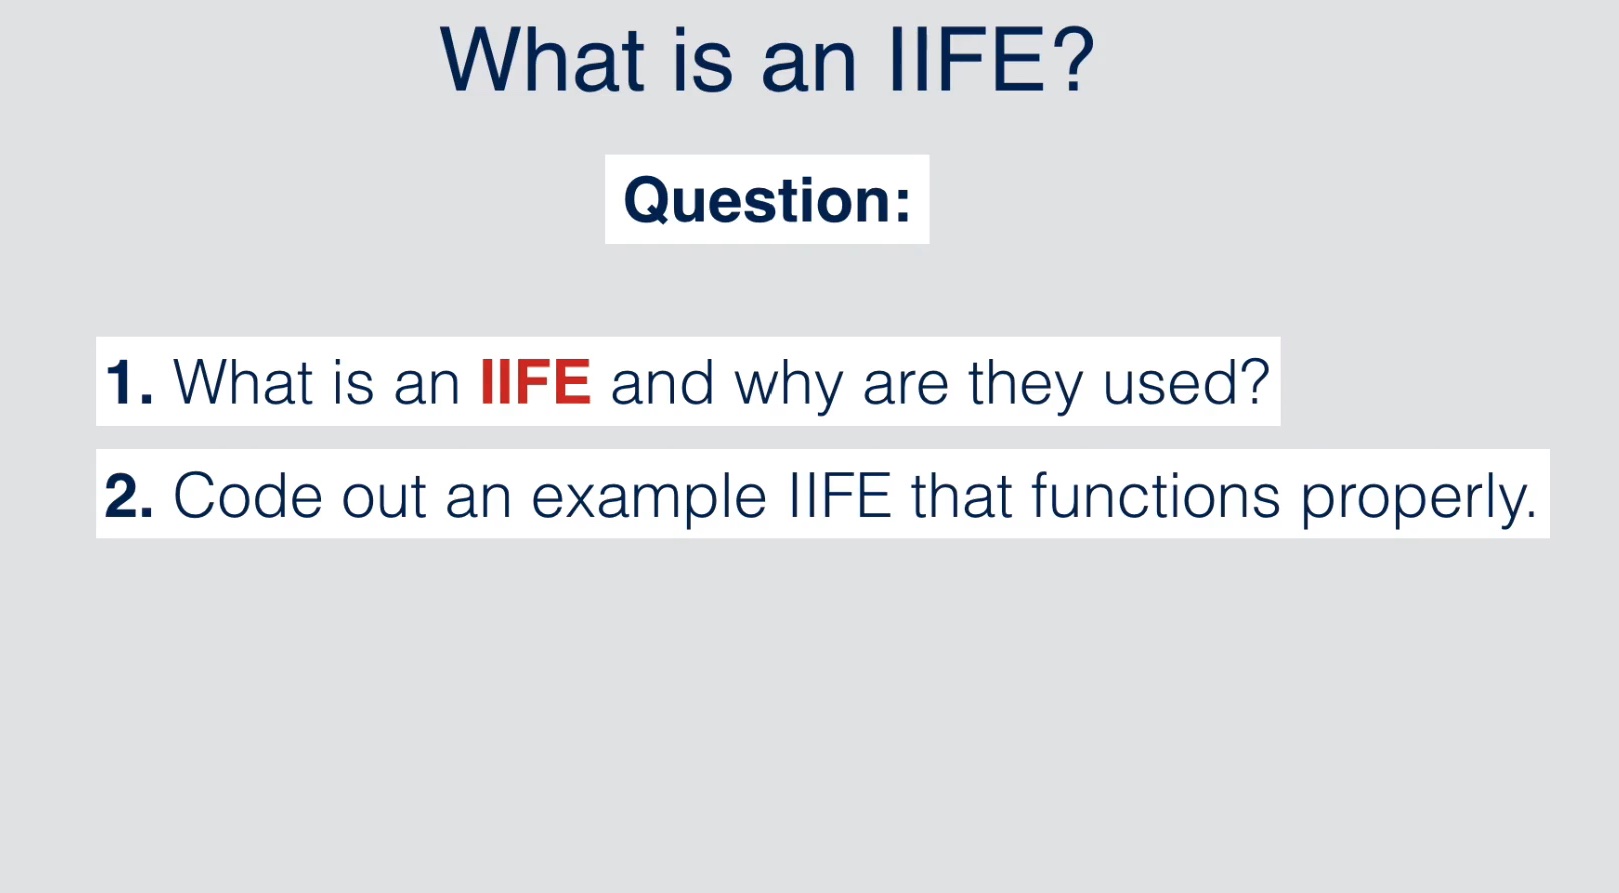 What is an IIFE?
Question:
1. What is an IIFE and why are they used?
2. Code out an example IIFE that functions properly.